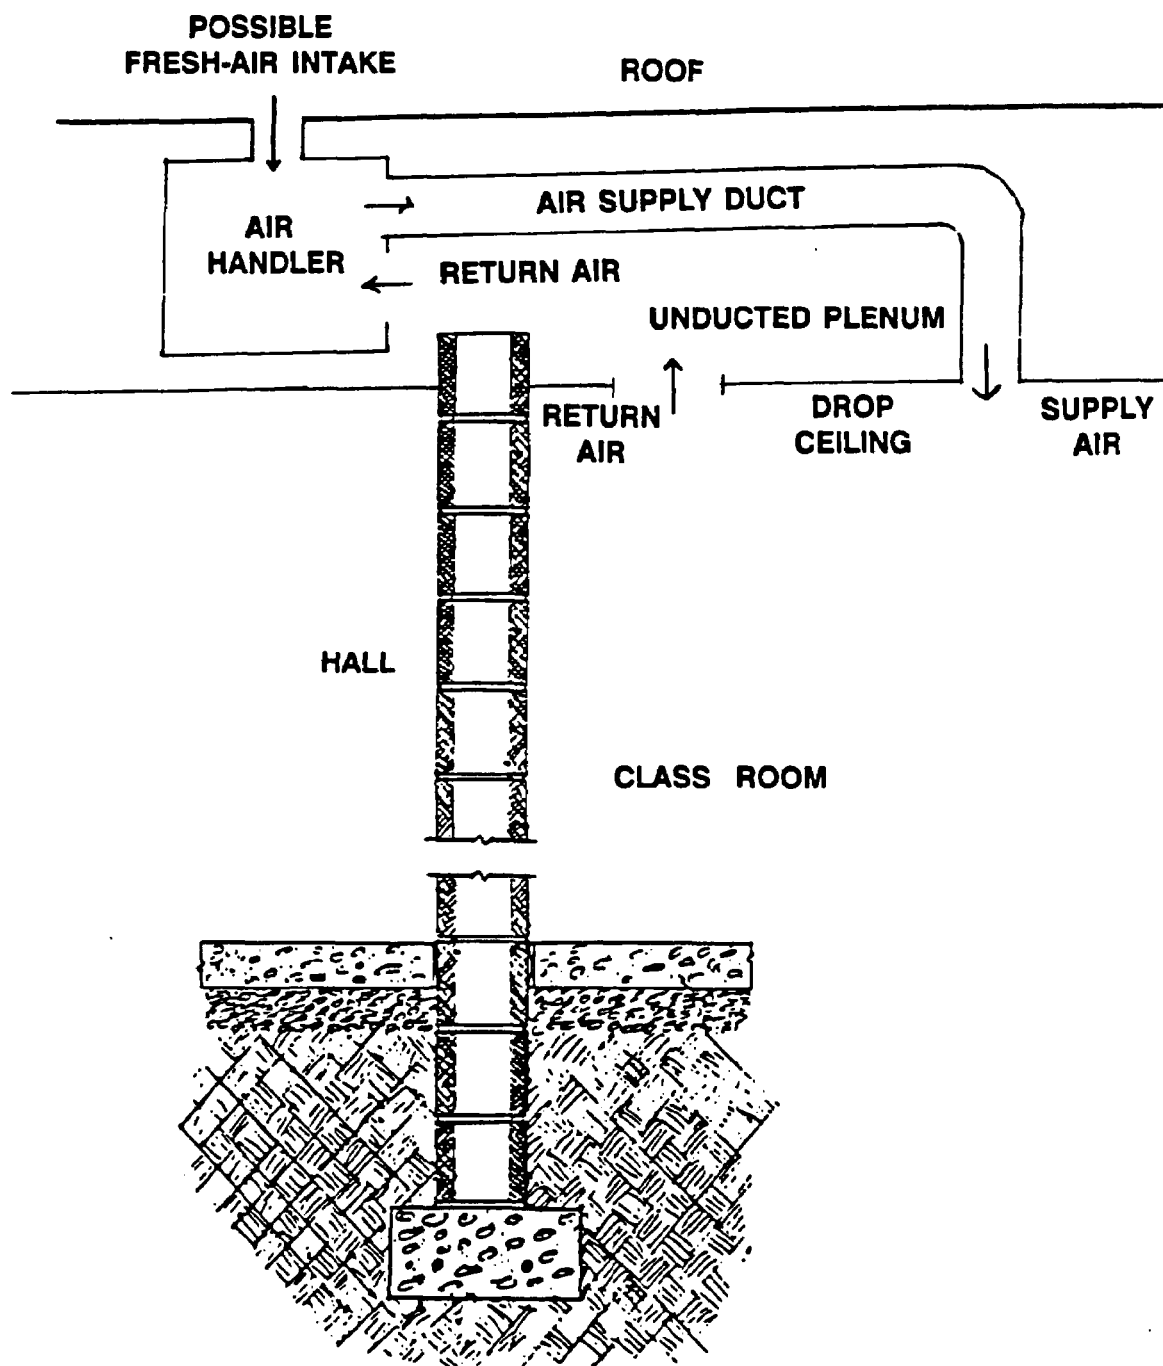 POSSIBLE
FRESH-AIR INTAKE
ROOF
AIR SUPPLY DUCT
AIR
HANDLER
RETURN AIR
UNDUCTED PLENUM
RETURN
AIR
DROP
CEILING
SUPPLY
AIR
HALL
CLASS ROOM